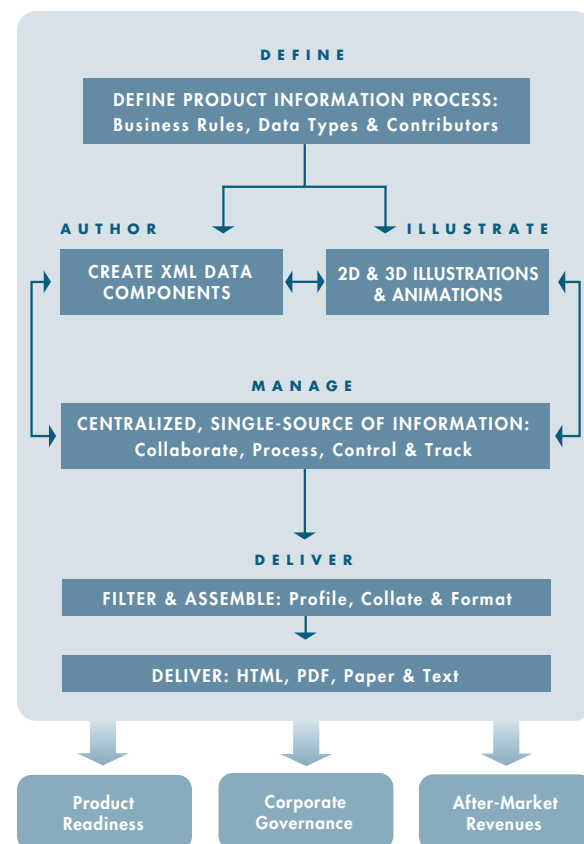 DEFINE
DEFINE PRODUCT INFORMATION PROCESS:
Business Rules, Data Types & Contributors
AUTHOR
ILLUSTRATE
CREATE XML DATA
COMPONENTS
2D & 3D ILLUSTRATIONS
& ANIMATIONS
MANAGE
CENTRALIZED, SINGLE-SOURCE OF INFORMATION:
Collaborate, Process, Control & Track
DELIVER
FILTER & ASSEMBLE: Profile, Collate & Format
DELIVER: HTML, PDF, Paper & Text
Product
Readiness
Corporate
Governance
After-Market
Revenues